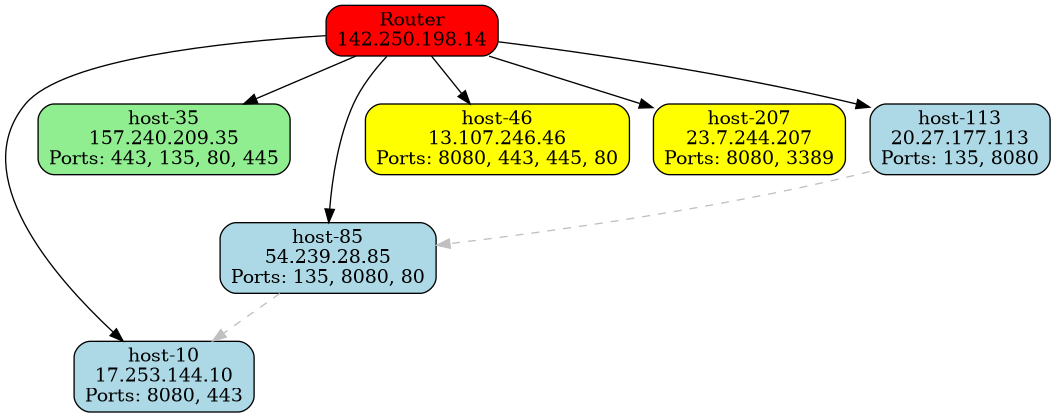 Router
142.250.198.14
host-35
157.240.209.35
Ports: 443, 135, 80, 445
host-46
13.107.246.46
Ports: 8080, 443, 445, 80
host-207
23.7.244.207
Ports: 8080, 3389
host-113
20.27.177.113
Ports: 135, 8080
host-85
54.239.28.85
Ports: 135, 8080, 80
host-10
17.253.144.10
Ports: 8080, 443